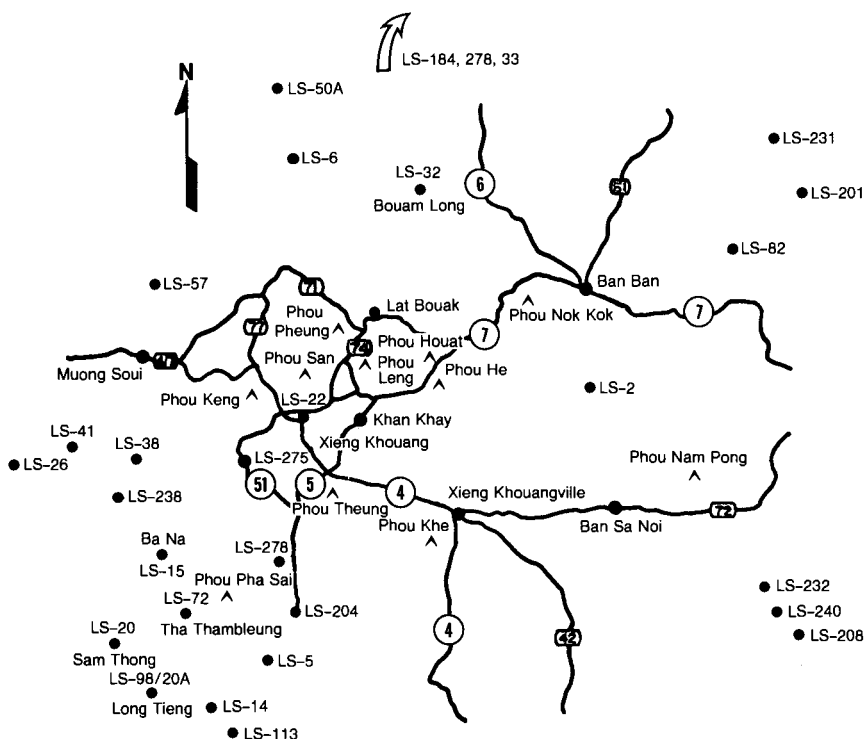 LS-184, 278, 33
N
LS-50A
LS-6
LS-231
LS-32
Bouam Long
6
61
LS-201
LS-82
LS-57
71
Ban Ban
Phou
Pheung
Lat Bouak
77
7
Phou Nok Kok
7
74
Phou Houat
Phou San
Phou
Leng
Phou He
47
Muong Soui
Phou Keng
LS-22
LS-2
Khan Khay
LS-41
LS-38
Xieng Khouang
LS-26
LS-275
Phou Nam Pong
LS-238
51
5
4
Xieng Khouangville
Phou Theung
72
Ban Sa Noi
Phou Khe
Ba Na
LS-15
LS-278
Phou Pha Sai
LS-72
Tha Thambleung
LS-204
LS-232
LS-240
LS-208
4
42
LS-20
Sam Thong
LS-5
LS-98/20A
Long Tieng
LS-14
LS-113